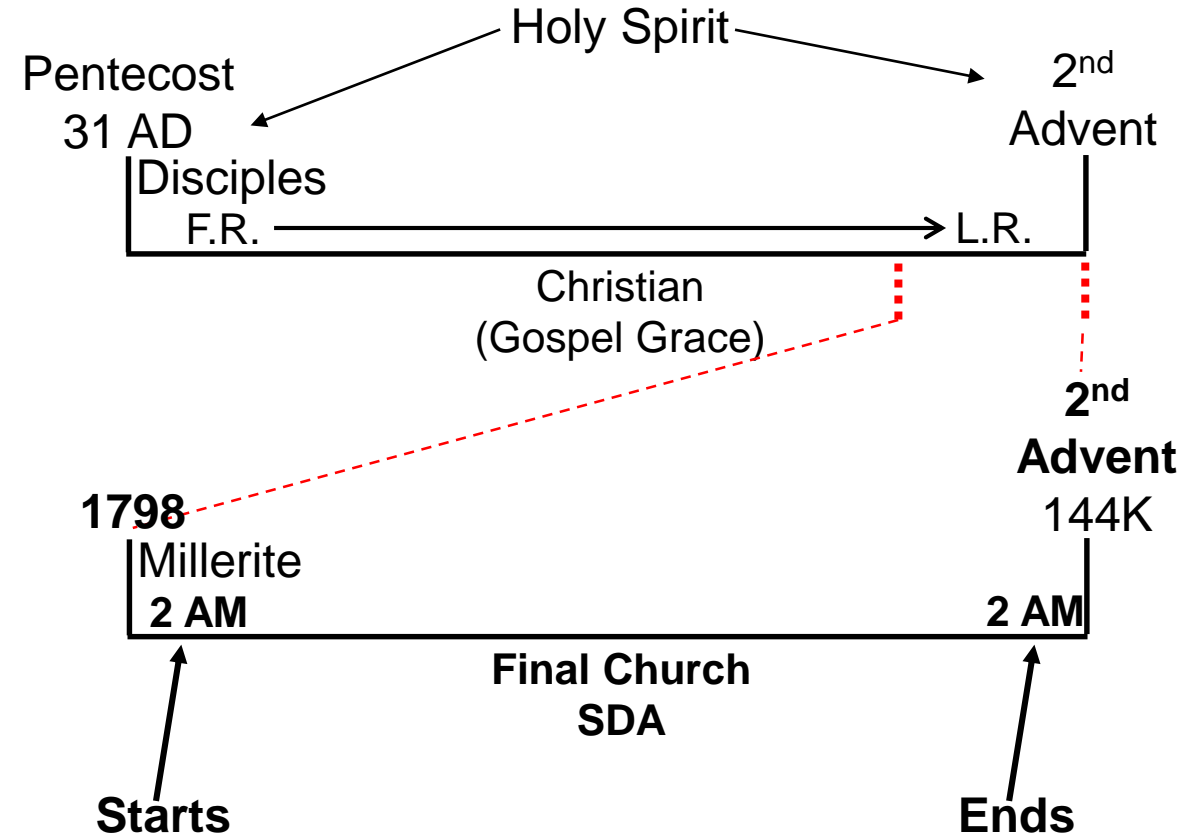 Holy Spirit
Pentecost
31 AD
2nd
Advent
Disciples
F.R.
L.R.
Christian
(Gospel Grace)
2nd
Advent
144K
1798
Millerite
2 AM
2 AM
Final Church
SDA
Starts
Ends